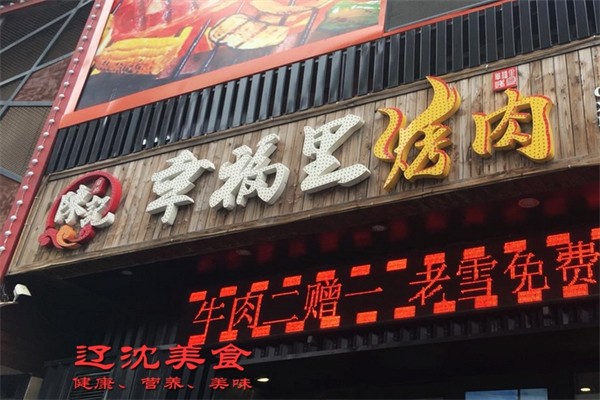 幸福里烤肉
牛肉二赠一 老雪免费
辽沈美食
健康、营养、美味